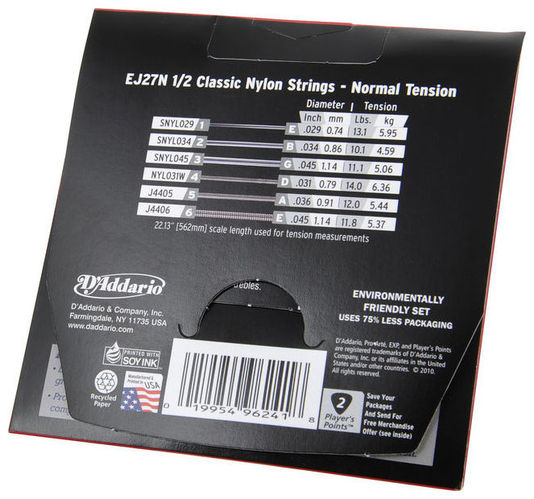 EJ27N 1/2 Classic Nylon Strings - Normal Tension
Diameter Tension
Inch mm Lbs. kg
SNYL029 1 E .029 0.74 13.1 5.95
SNYL034 2 B .034 0.86 10.1 4.59
SNYL045 3 G .045 1.14 11.1 5.06
NYL031W 4 D .031 0.79 14.0 6.36
J4405 5 A .036 0.91 12.0 5.44
J4406 6 E .045 1.14 11.8 5.37
22.13" [562mm] scale length used for tension measurements
D'Addario
D'Addario & Company, Inc.
Farmingdale, NY 11735 USA
www.daddario.com
ENVIRONMENTALLY
FRIENDLY SET
USES 75% LESS PACKAGING
D'Addario, Pro•Arté, EXP, and Player's Points
are registered trademarks of D'Addario &
Company, Inc. or its affiliates in the United
States and/or other countries. © 2010.
PRINTED WITH
SOY INK
Recycled
Paper
Manufactured &
Printed in USA
0 19954 96241 8
2
Player's
Points™
Save Your
Packages
And Send For
Free Merchandise
Offer (see inside)